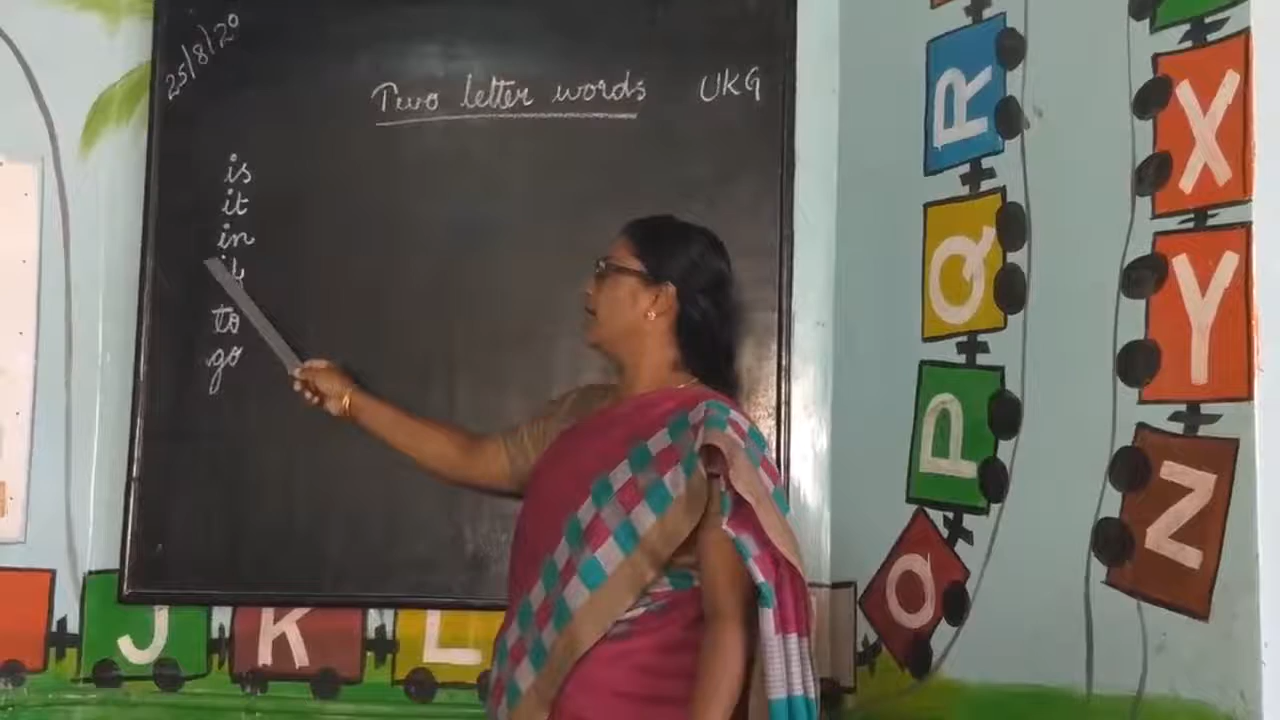 25/8/20
Two letter words UKG
is
it
in
to
go
J K L
O
P
Q
R
X
Y
Z